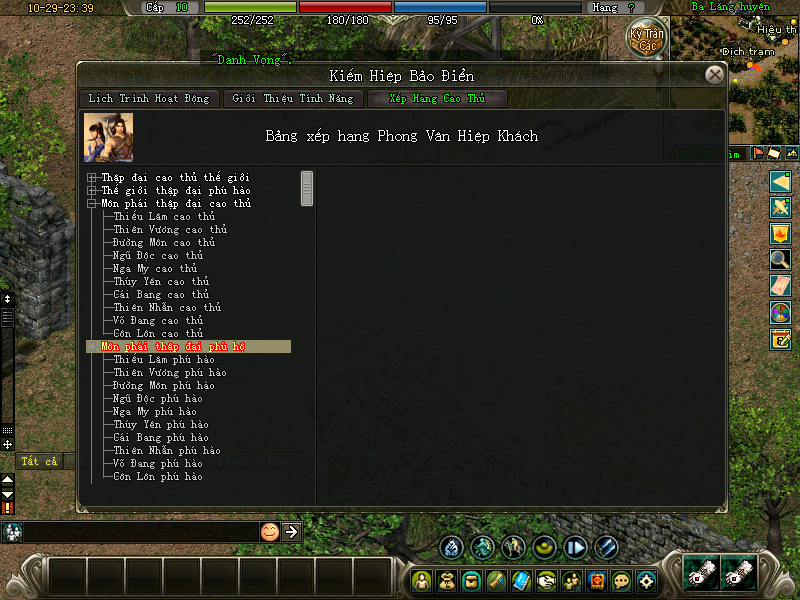 10-29-23:39
Cấp 10
Hạng ?
Ba Lăng huyện
252/252
180/180
95/95
0%
Hiệu th
Kỳ Trân
Các
Dịch trạm
"Danh Vọng".
Kiếm Hiệp Bảo Điển
Lịch Trình Hoạt Động
Giới Thiệu Tính Năng
Xếp Hạng Cao Thủ
Bảng xếp hạng Phong Vân Hiệp Khách
Thập đại cao thủ thế giới
Thế giới thập đại phú hào
Môn phái thập đại cao thủ
Thiếu Lâm cao thủ
Thiên Vương cao thủ
Đường Môn cao thủ
Ngũ Độc cao thủ
Nga My cao thủ
Thúy Yên cao thủ
Cái Bang cao thủ
Thiên Nhẫn cao thủ
Võ Đang cao thủ
Côn Lôn cao thủ
Môn phái thập đại phú hộ
Thiếu Lâm phú hào
Thiên Vương phú hào
Đường Môn phú hào
Ngũ Độc phú hào
Nga My phú hào
Thúy Yên phú hào
Cái Bang phú hào
Thiên Nhẫn phú hào
Võ Đang phú hào
Côn Lôn phú hào
Tất cả